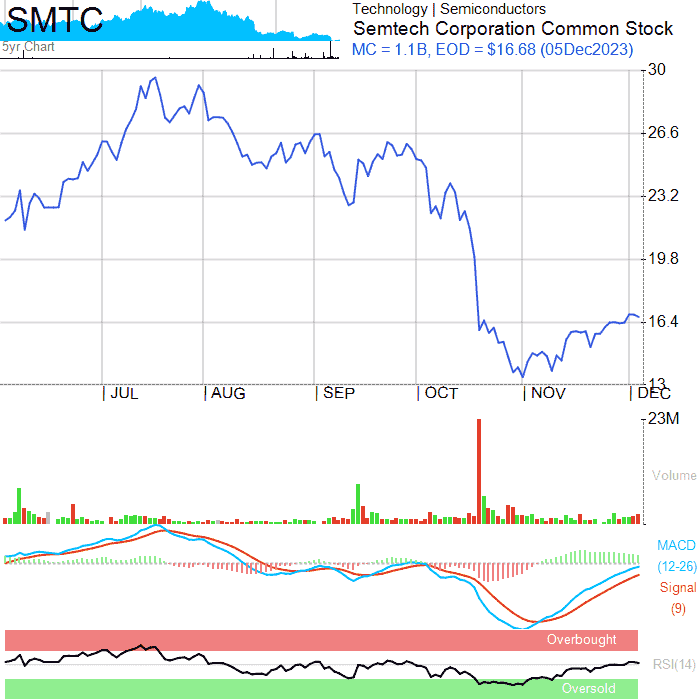 SMTC
5yr Chart
Technology | Semiconductors
Semtech Corporation Common Stock
MC = 1.1B, EOD = $16.68 (05Dec2023)
30
26.6
23.2
19.8
16.4
13
| JUL | AUG | SEP | OCT | NOV | DEC
23M
Volume
MACD
(12-26)
Signal
(9)
Overbought
RSI(14)
Oversold